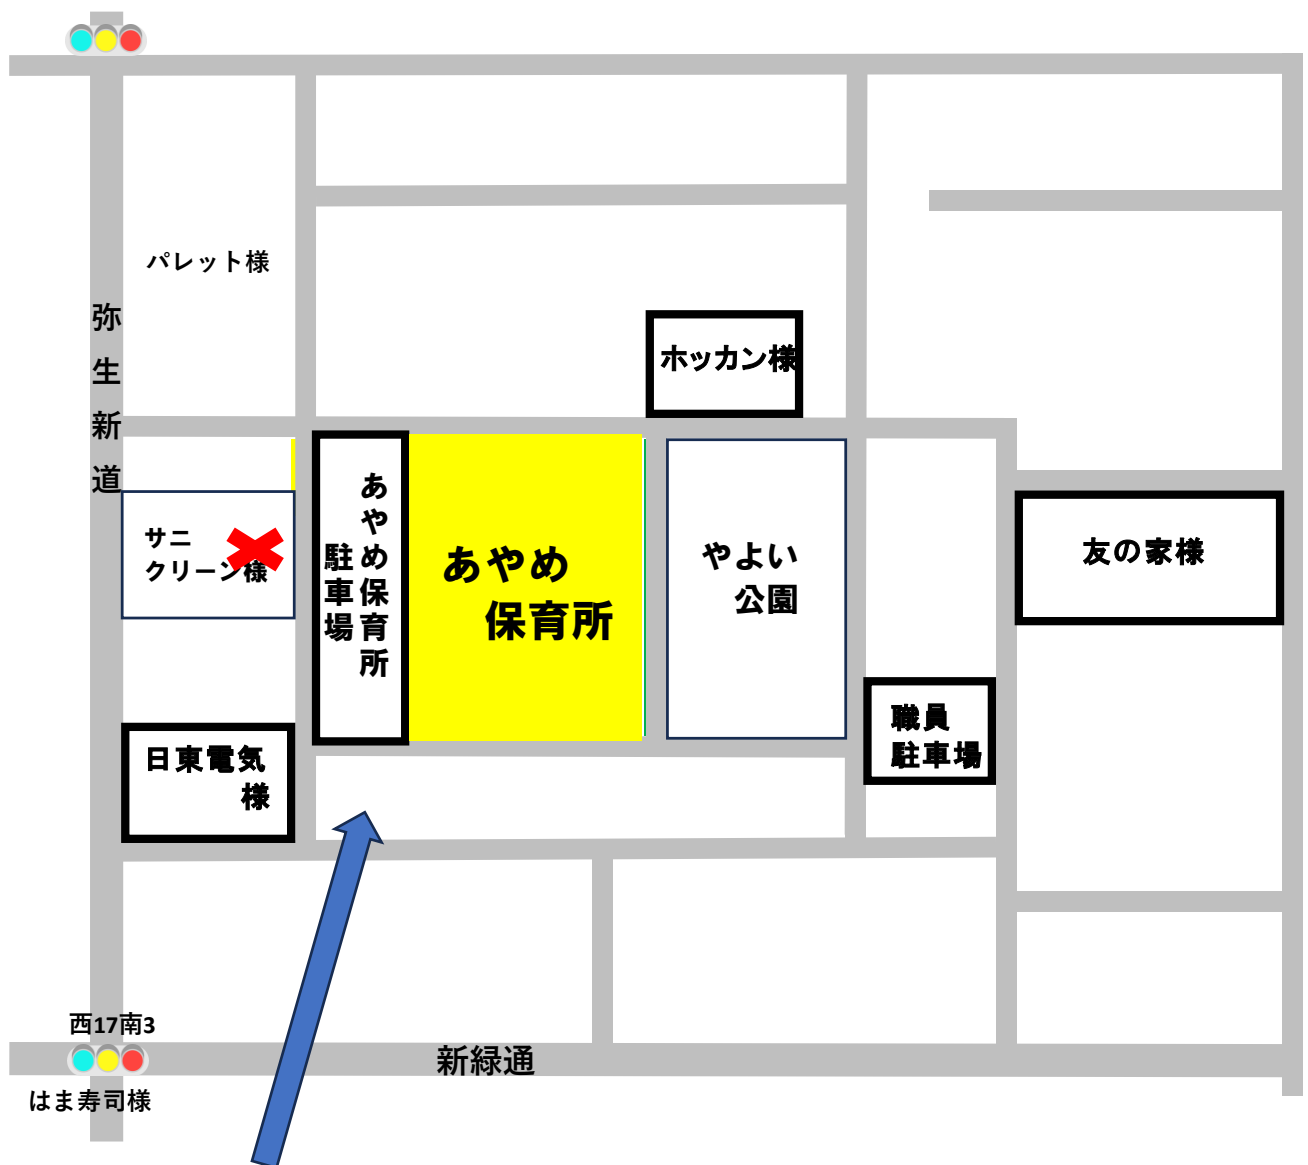 パレット様
弥生新道
ホッカン様
サニ
クリーン様
あやめ保育所
駐車場
あやめ
保育所
やよい
公園
友の家様
職員
駐車場
日東電気
様
西17南3
新緑通
はま寿司様